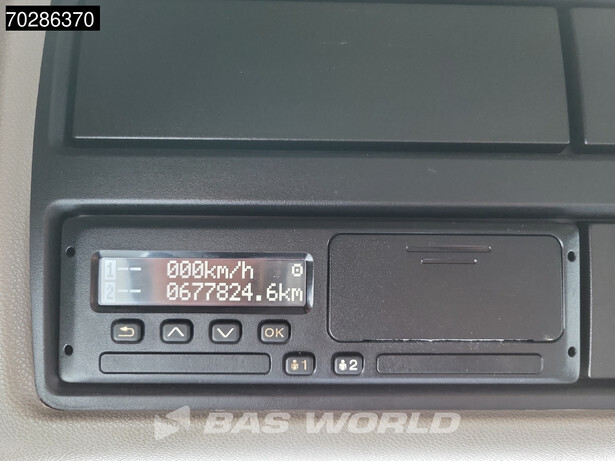 70286370
1-- 000km/h
2-- 0677824.6km
OK
1 2
BAS WORLD